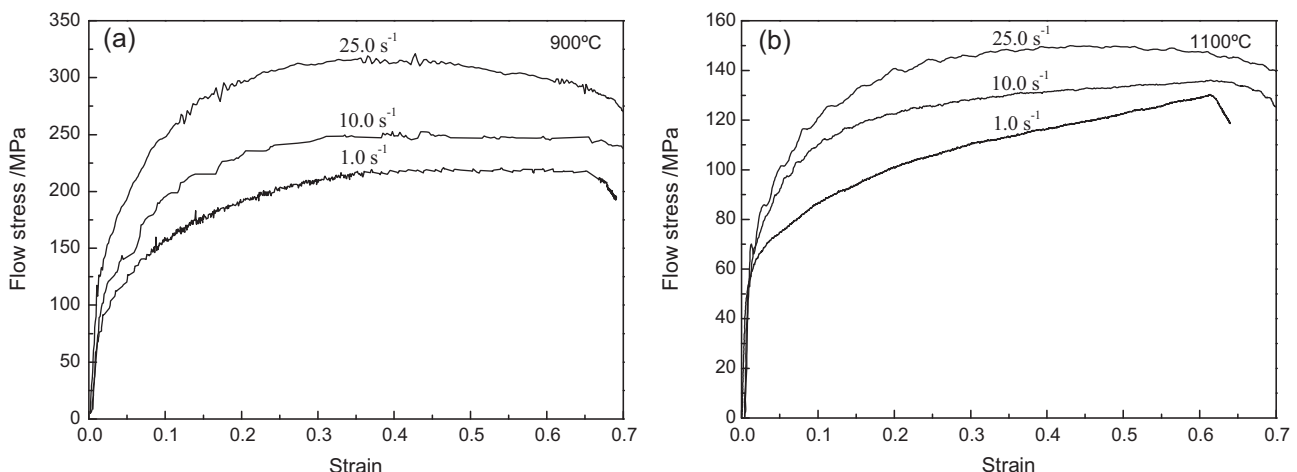 (a)
900ºC
25.0 s-1
10.0 s-1
1.0 s-1
350
300
250
200
150
100
50
0
0.0 0.1 0.2 0.3 0.4 0.5 0.6 0.7
Flow stress /MPa
Strain
(b)
1100ºC
25.0 s-1
10.0 s-1
1.0 s-1
160
140
120
100
80
60
40
20
0
0.0 0.1 0.2 0.3 0.4 0.5 0.6 0.7
Flow stress /MPa
Strain